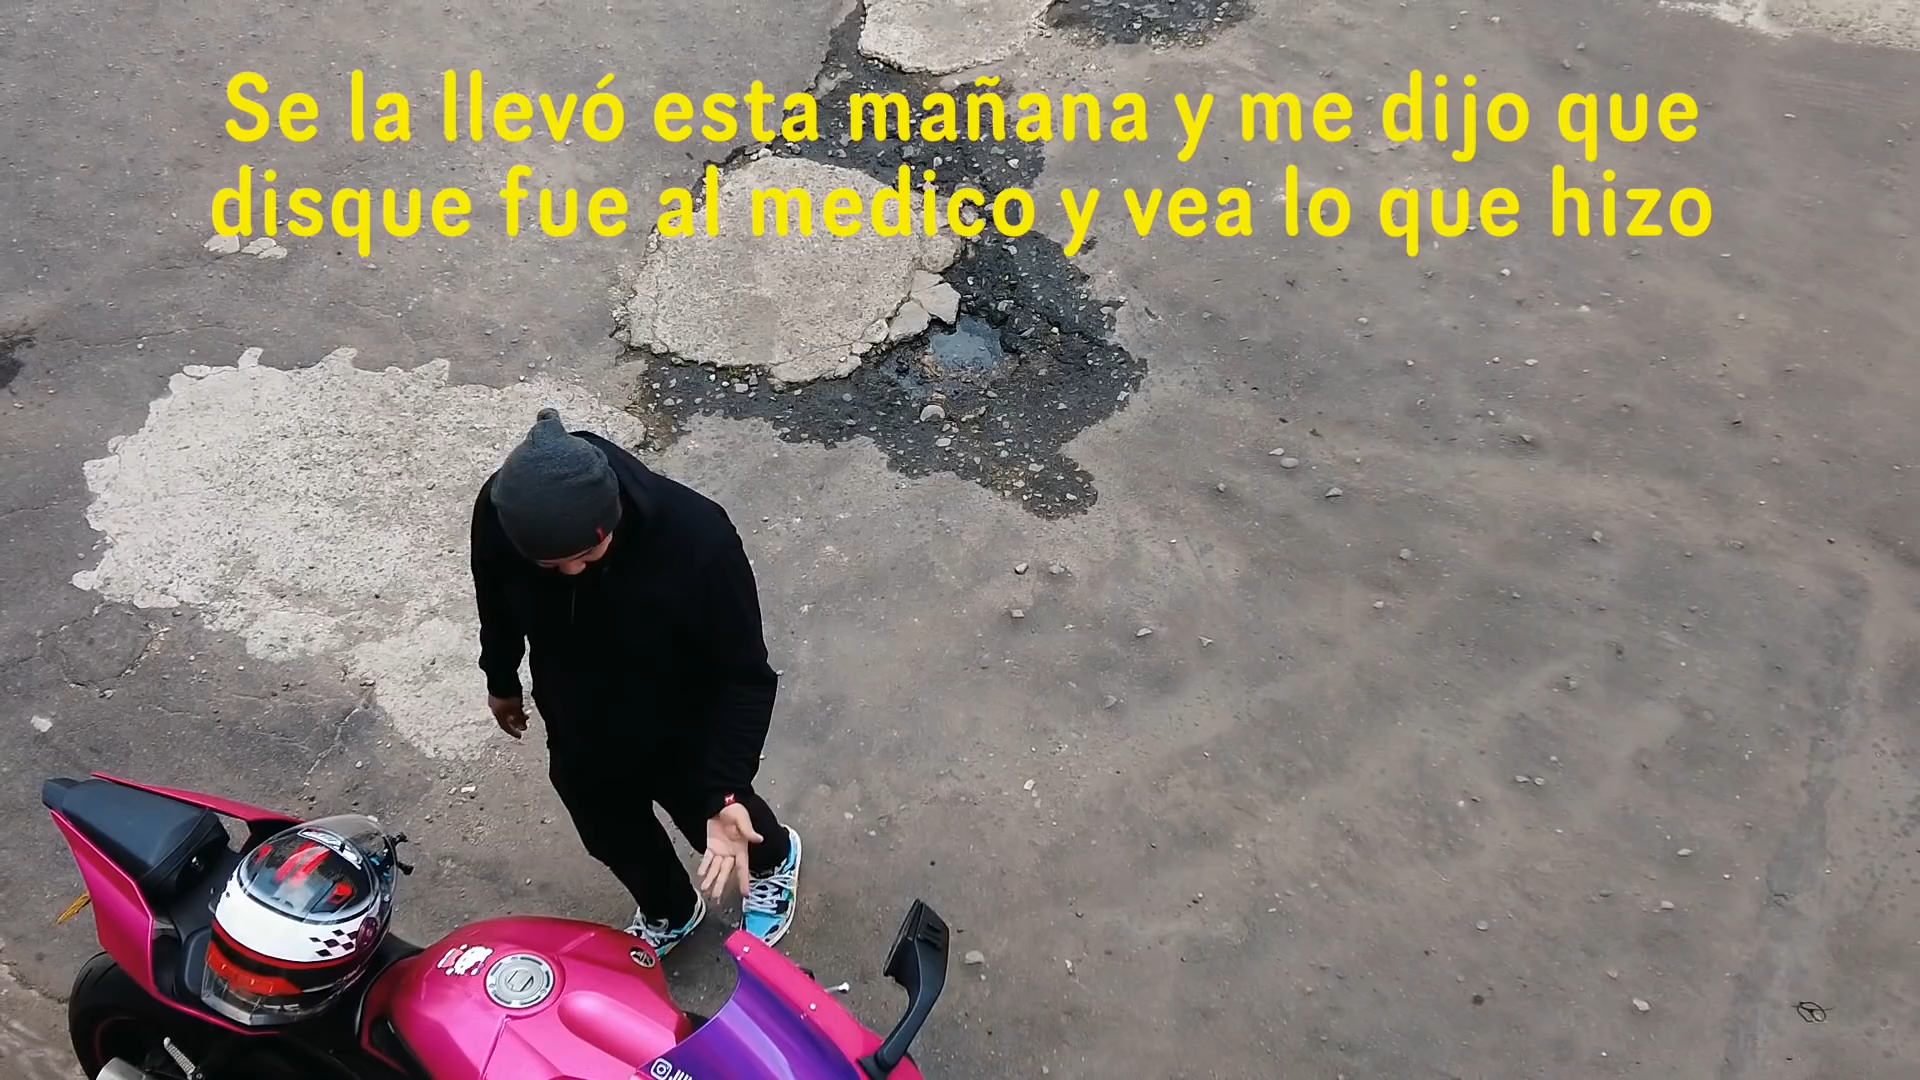 Se la llevó esta mañana y me dijo que
disque fue al medico y vea lo que hizo